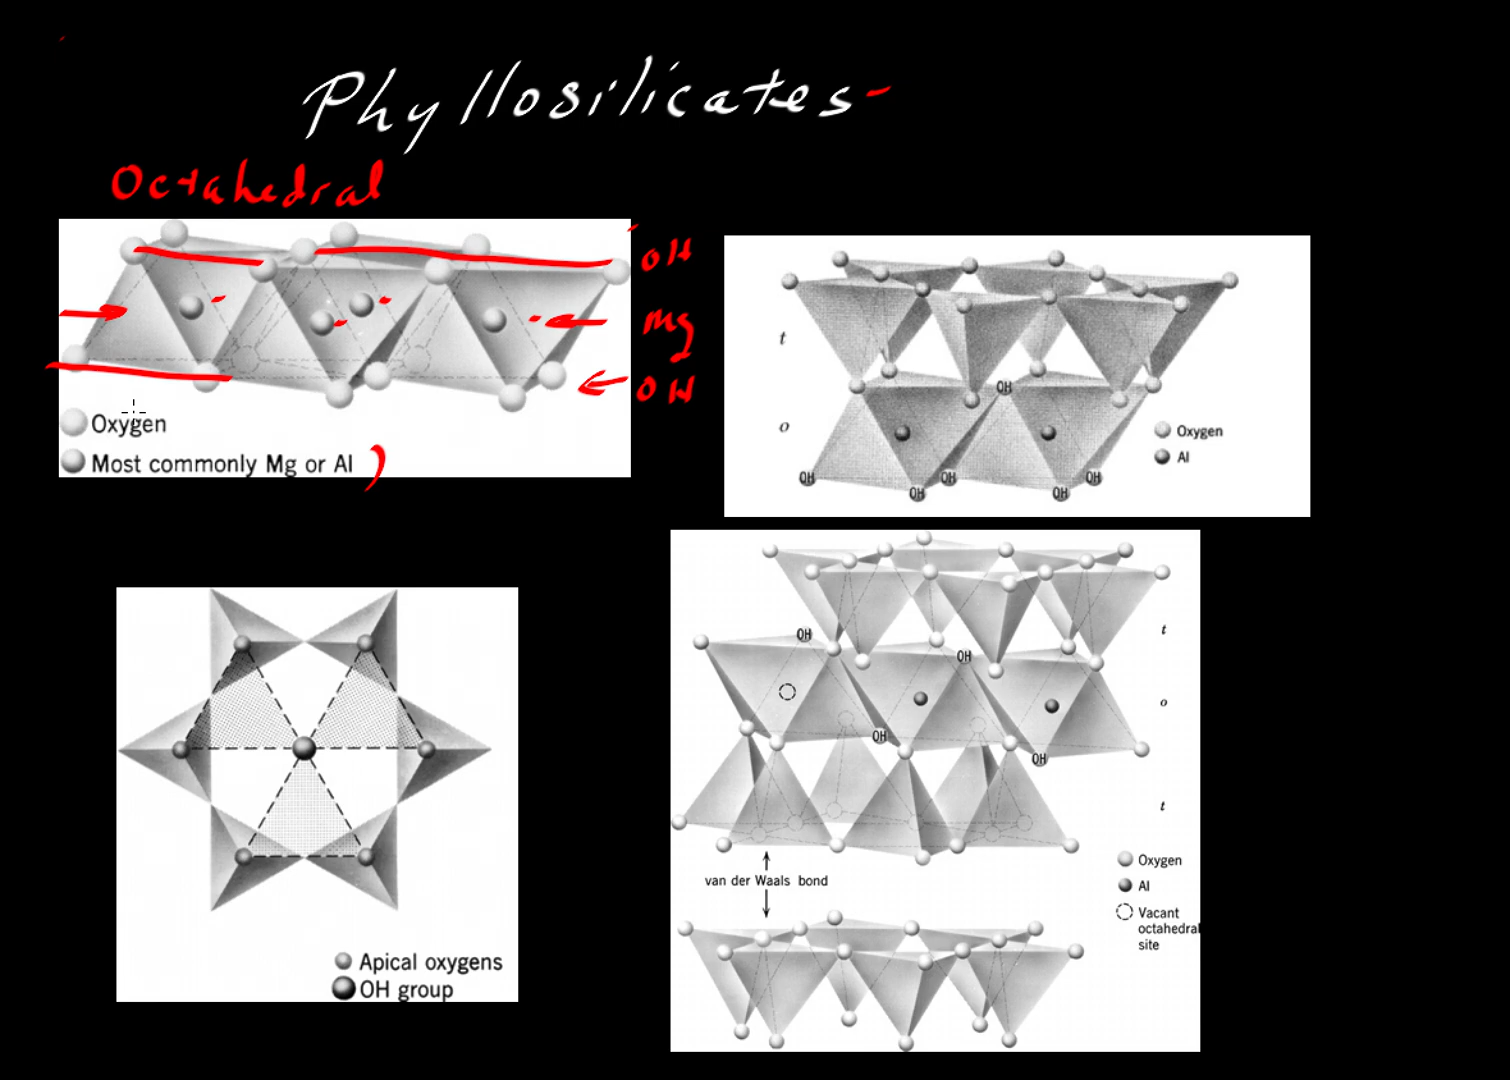 Phyllosilicates-
Octahedral
OH
Mg
OH
Oxygen
Most commonly Mg or Al )
t
o
OH
OH
OH
OH
OH
OH
Oxygen
Al
Apical oxygens
OH group
OH
OH
OH
OH
t
o
t
van der Waals bond
Oxygen
Al
Vacant
octahedral
site